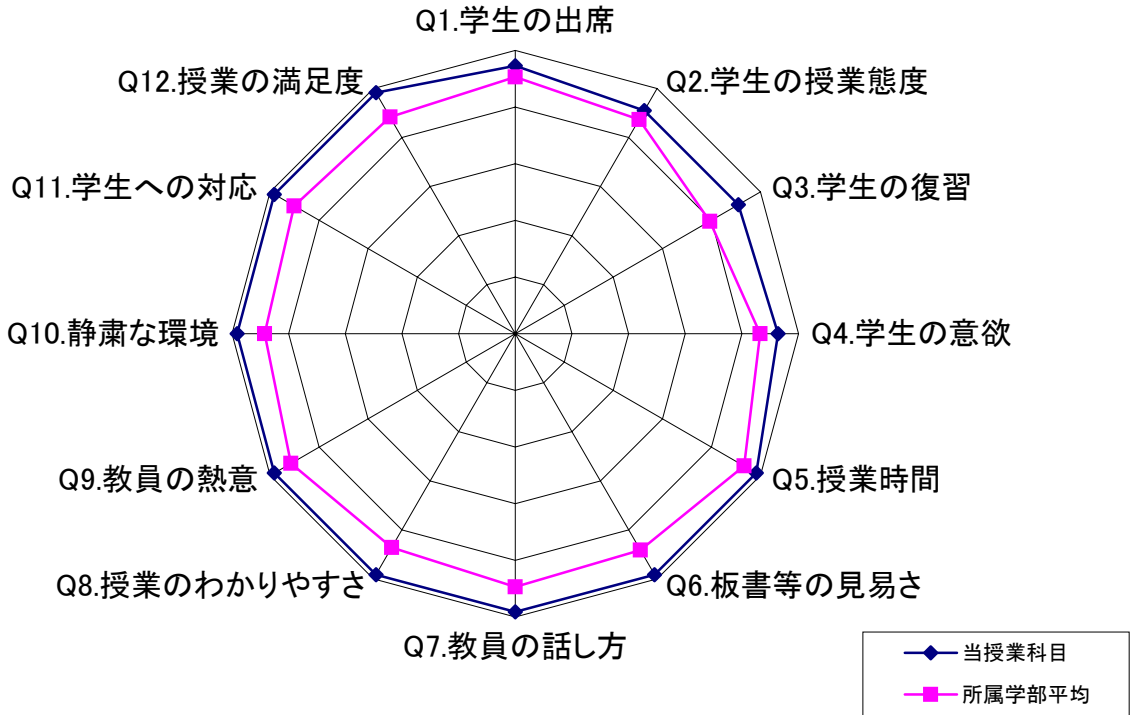 Q1.学生の出席
Q2.学生の授業態度
Q3.学生の復習
Q4.学生の意欲
Q5.授業時間
Q6.板書等の見易さ
Q7.教員の話し方
Q8.授業のわかりやすさ
Q9.教員の熱意
Q10.静粛な環境
Q11.学生への対応
Q12.授業の満足度
当授業科目
所属学部平均